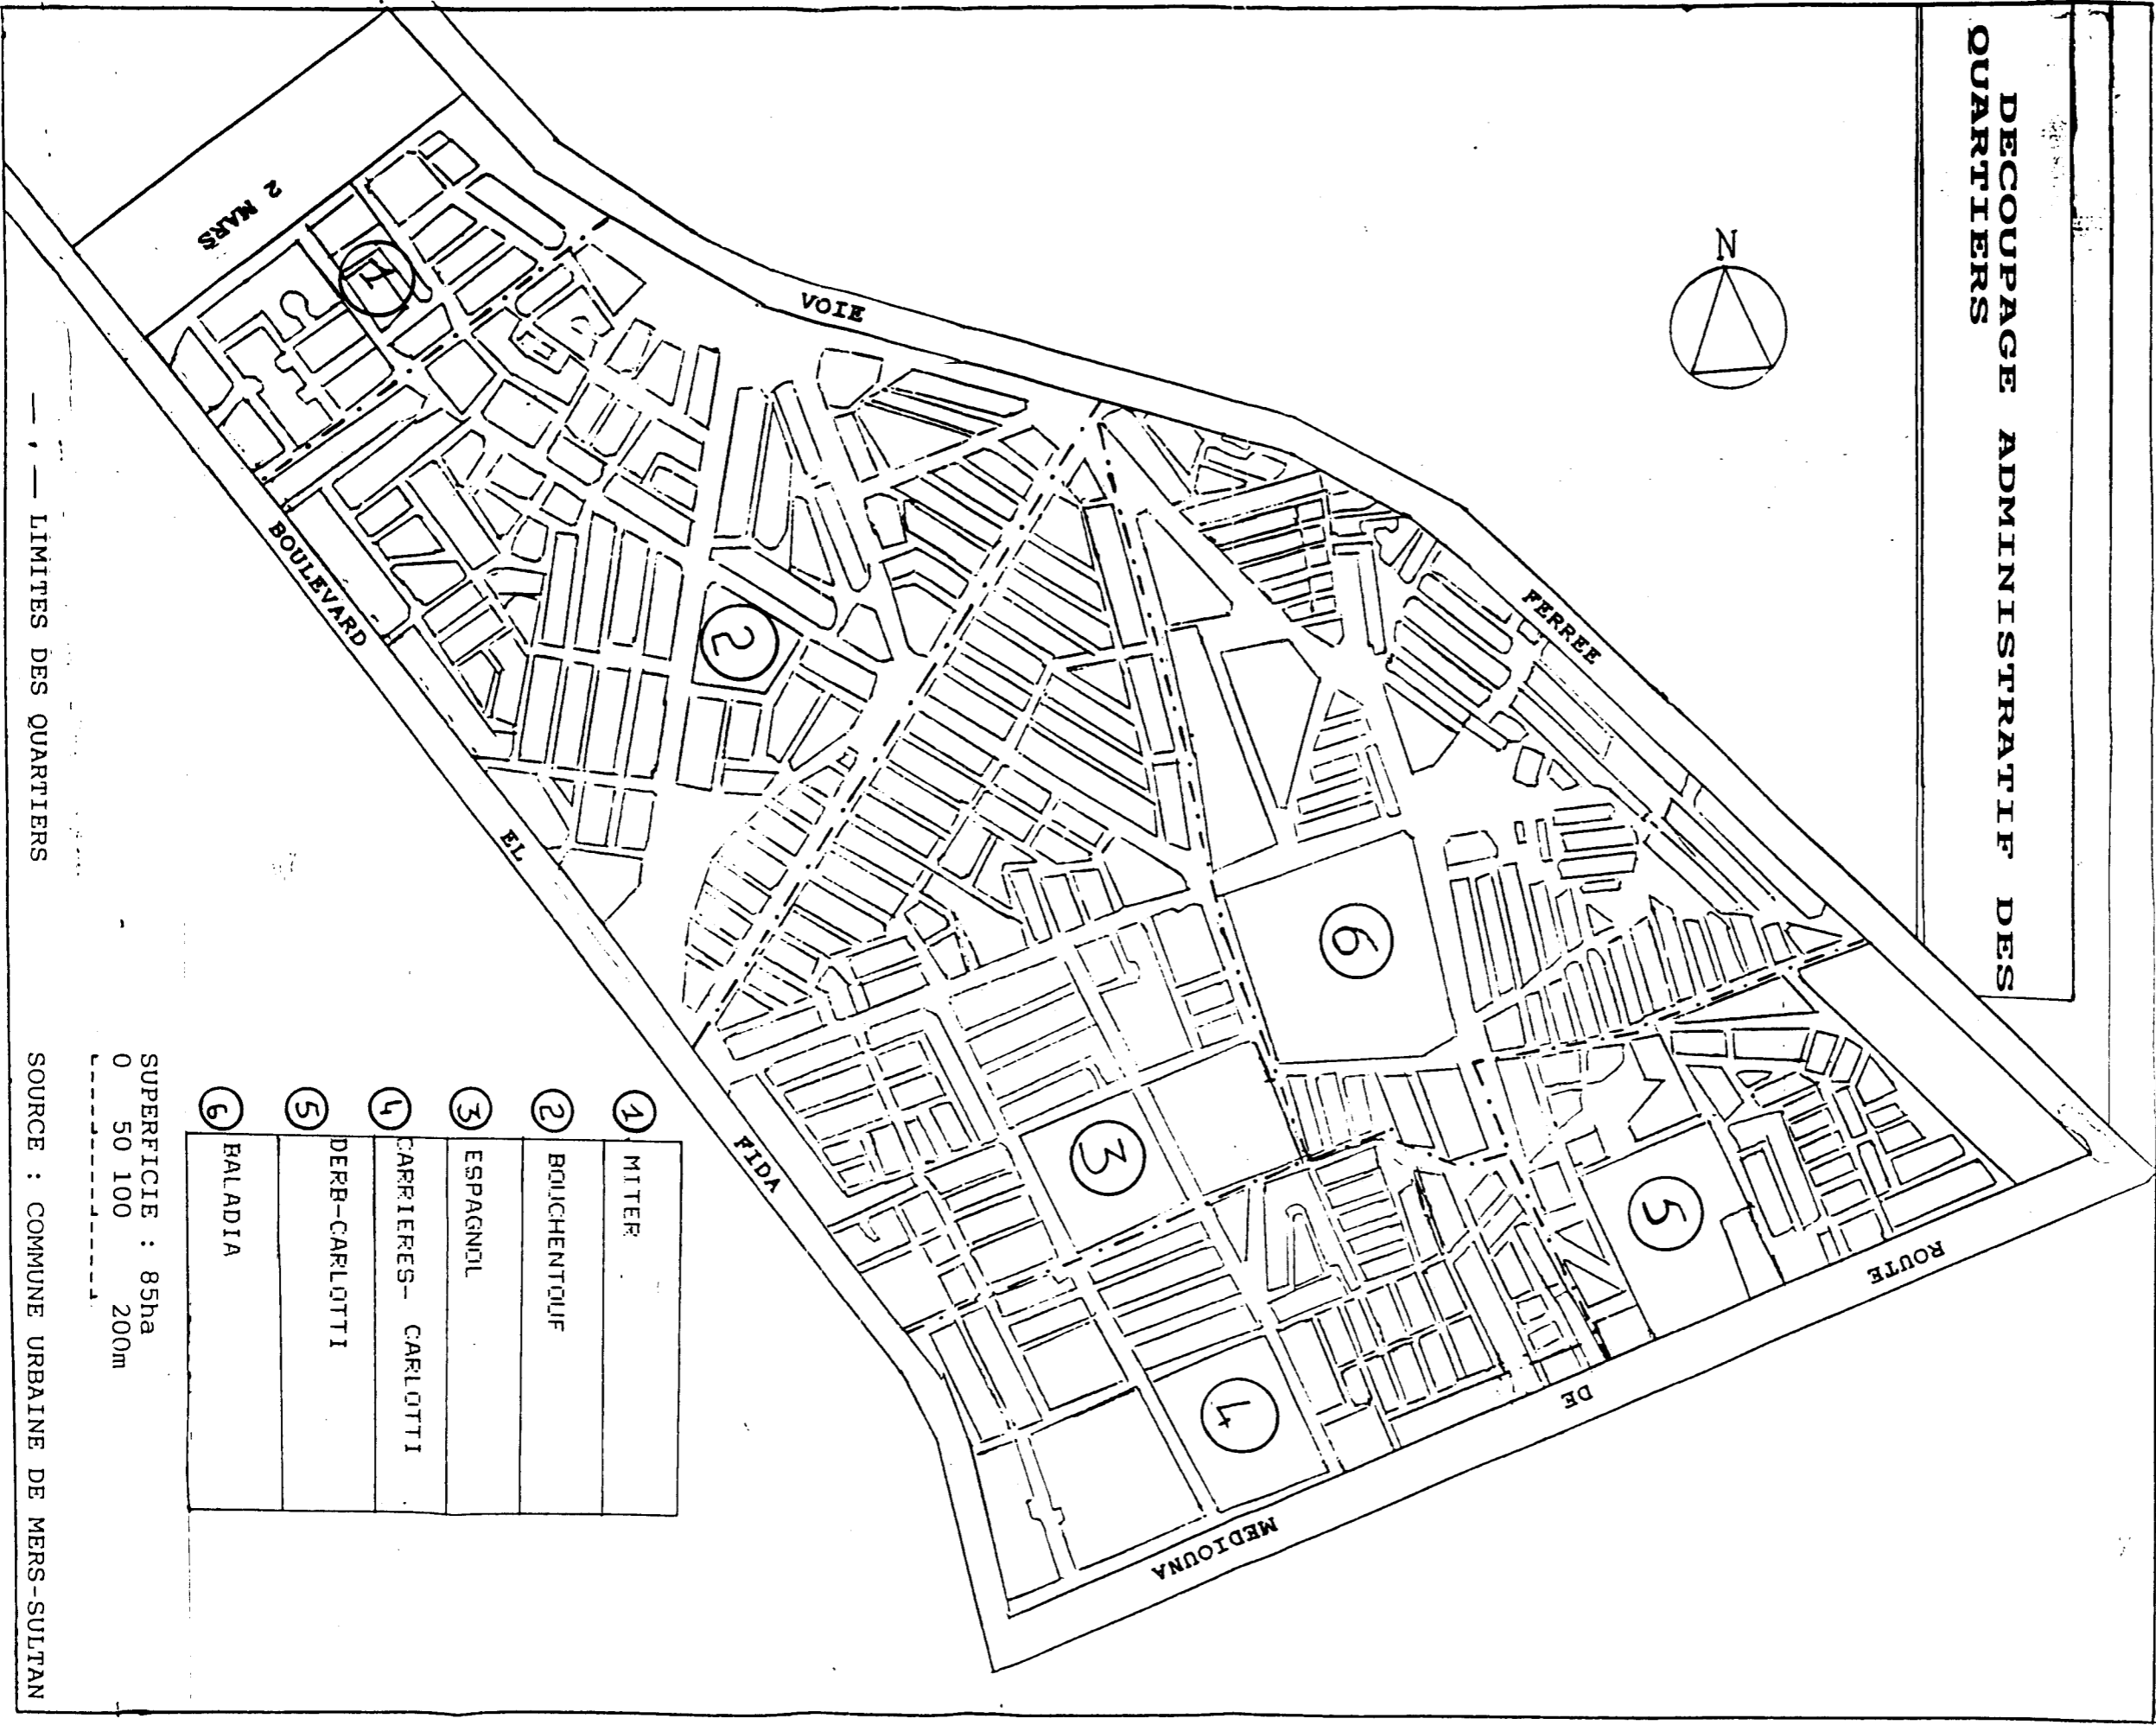 DECOUPAGE ADMINISTRATIF DES
QUARTIERS
N
VOIE
FERREE
2 MARS
BOULEVARD
EL
FIDA
ROUTE
DE
MEDIOUNA
1
2
3
4
5
6
1 MITER
2 BOUCHENTOUF
3 ESPAGNOL
4 CARRIERES- CARLOTTI
5 DERB-CARLOTTI
6 BALADIA
SUPERFICIE : 85ha
0 50 100 200m
LIMITES DES QUARTIERS
SOURCE : COMMUNE URBAINE DE MERS-SULTAN